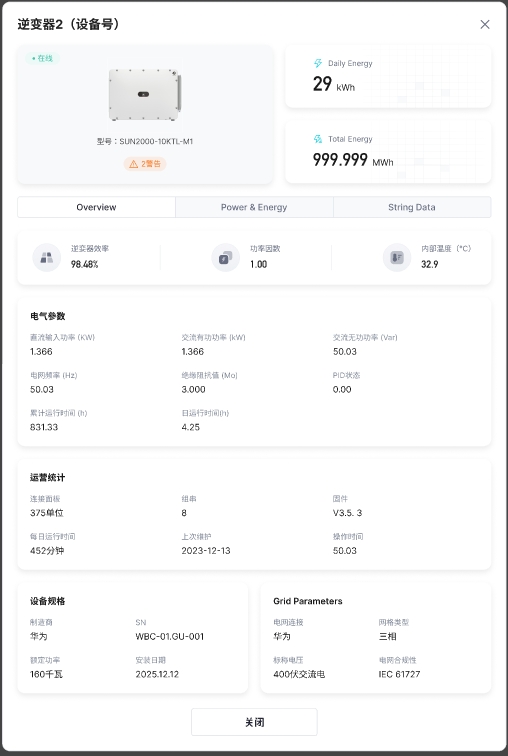 逆变器2（设备号）
在线
型号：SUN2000-10KTL-M1
2警告
Daily Energy
29 kWh
Total Energy
999.999 MWh
Overview
Power & Energy
String Data
逆变器效率
98.48%
功率因数
1.00
内部温度（°C）
32.9
电气参数
直流输入功率 (KW)
1.366
交流有功功率 (kW)
1.366
交流无功功率 (Var)
50.03
电网频率 (Hz)
50.03
绝缘阻抗值 (Mo)
3.000
PID状态
0.00
累计运行时间 (h)
831.33
日运行时间(h)
4.25
运营统计
连接面板
375单位
组串
8
固件
V3.5. 3
每日运行时间
452分钟
上次维护
2023-12-13
操作时间
50.03
设备规格
制造商
华为
SN
WBC-01.GU-001
额定功率
160千瓦
安装日期
2025.12.12
Grid Parameters
电网连接
华为
网格类型
三相
标称电压
400伏交流电
电网合规性
IEC 61727
关闭